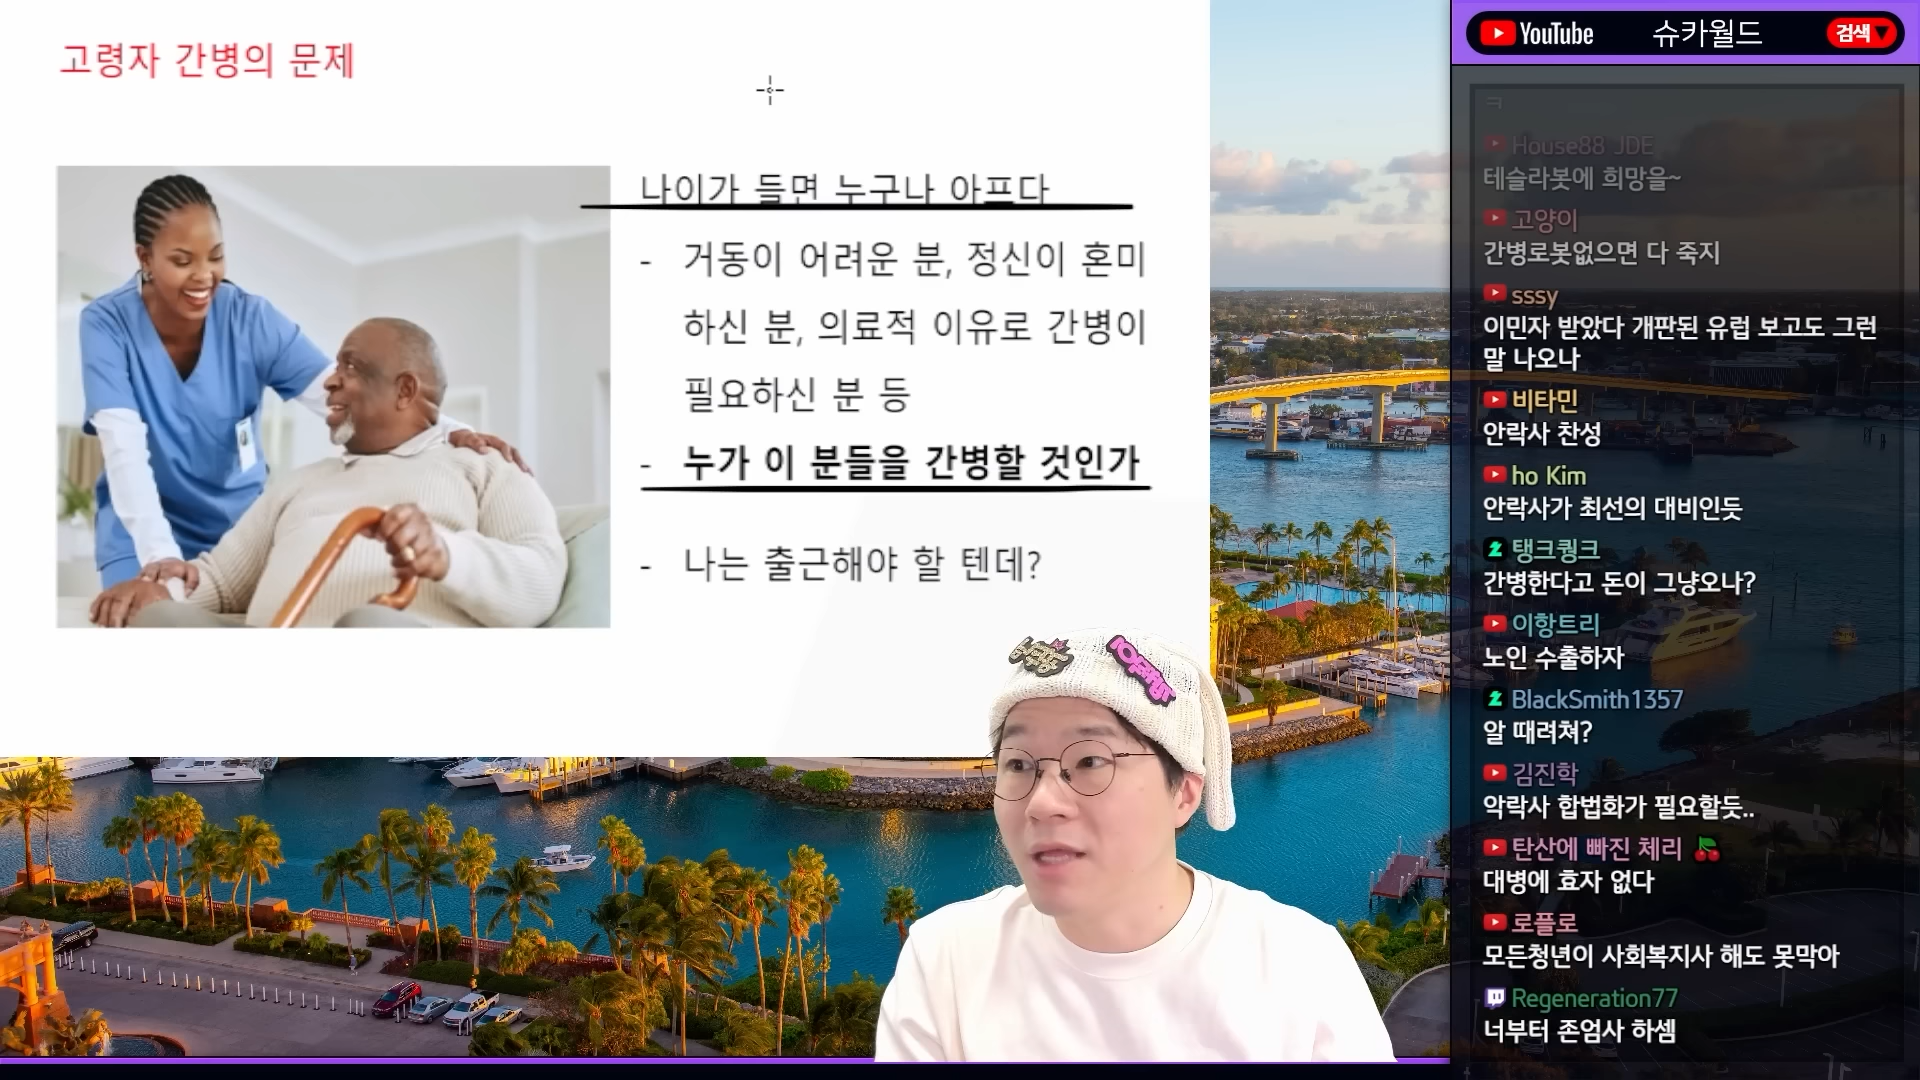 고령자 간병의 문제
나이가 들면 누구나 아프다
- 거동이 어려운 분, 정신이 혼미
하신 분, 의료적 이유로 간병이
필요하신 분 등
- 누가 이 분들을 간병할 것인가
- 나는 출근해야 할 텐데?
YouTube 슈카월드 검색
ㅋ
House88 JDE
테슬라봇에 희망을~
고양이
간병로봇없으면 다 죽지
sssy
이민자 받았다 개판된 유럽 보고도 그런
말 나오나
비타민
안락사 찬성
ho Kim
안락사가 최선의 대비인듯
탱크퀑크
간병한다고 돈이 그냥오나?
이항트리
노인 수출하자
BlackSmith1357
알 때려쳐?
김진학
악락사 합법화가 필요할듯..
탄산에 빠진 체리 🍒
대병에 효자 없다
로플로
모든청년이 사회복지사 해도 못막아
Regeneration77
너부터 존엄사 하셈